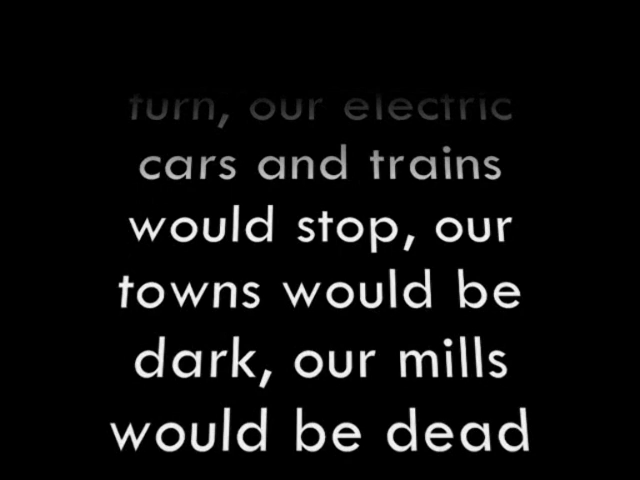 turn, our electric
cars and trains
would stop, our
towns would be
dark, our mills
would be dead